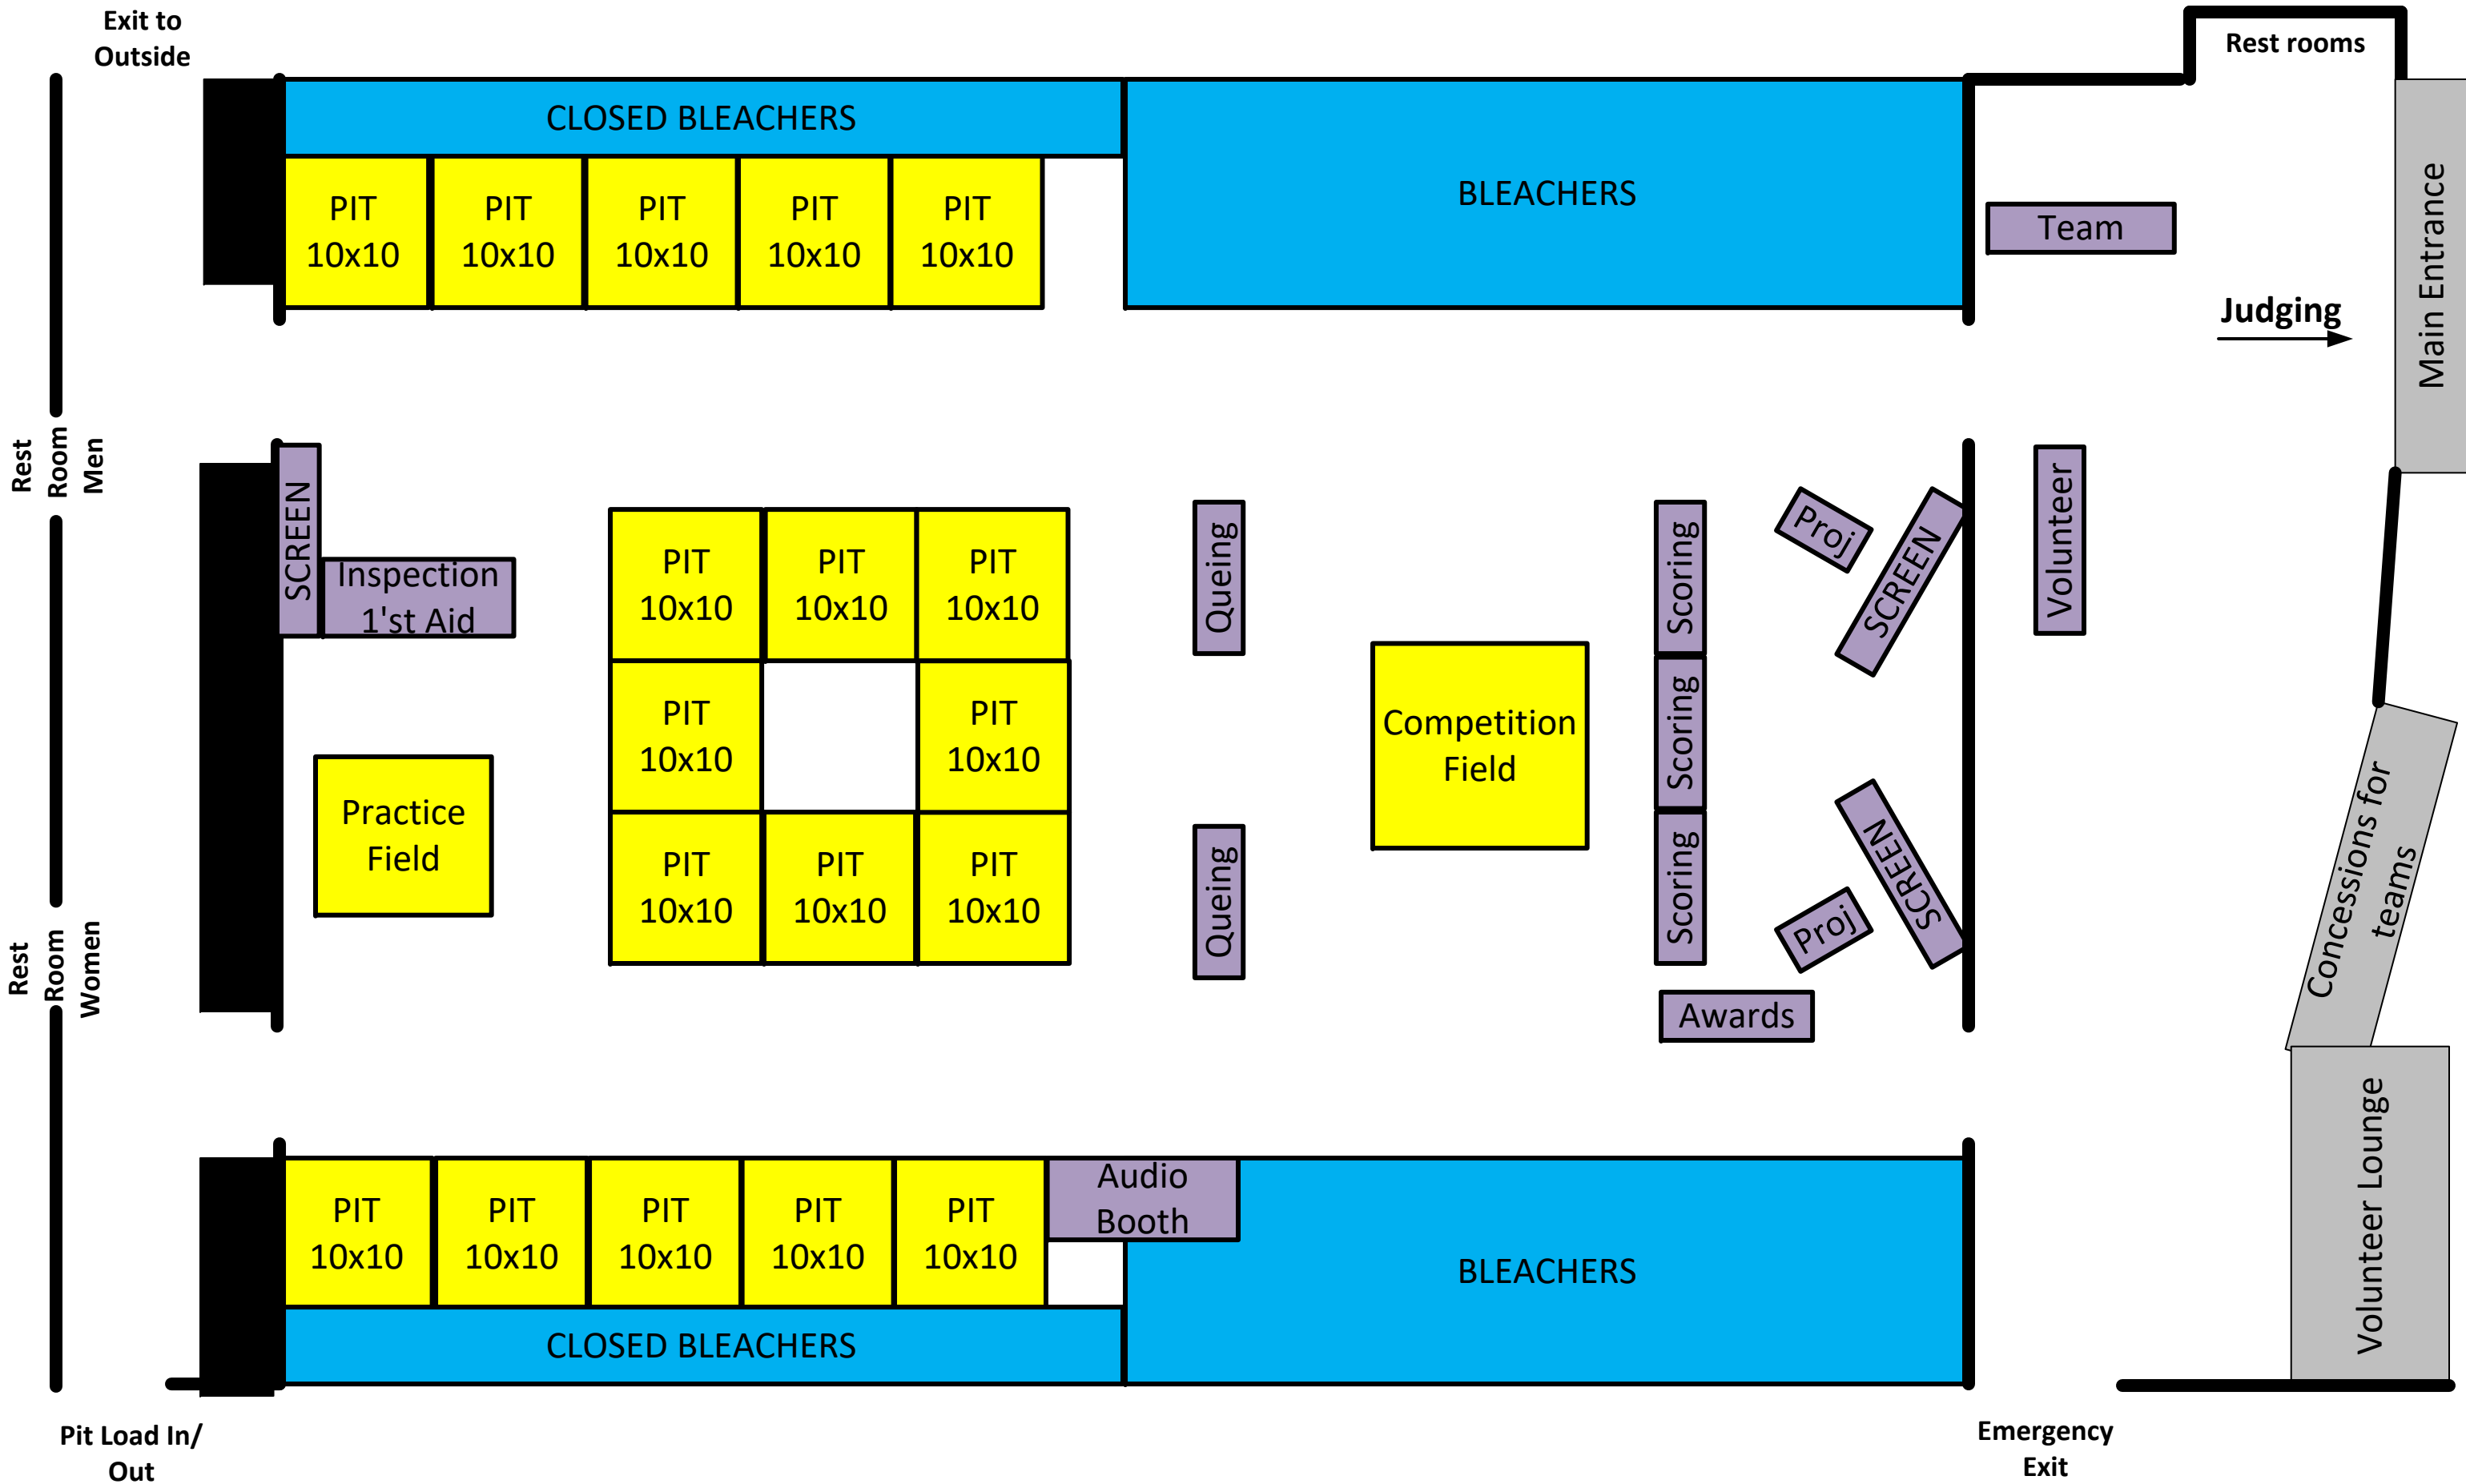 Exit to
Outside
Rest rooms
CLOSED BLEACHERS
BLEACHERS
PIT
10x10
PIT
10x10
PIT
10x10
PIT
10x10
PIT
10x10
Team
Main Entrance
Judging
Rest
Room
Men
SCREEN
Inspection
1'st Aid
PIT
10x10
PIT
10x10
PIT
10x10
Queing
Scoring
Proj
SCREEN
Volunteer
PIT
10x10
PIT
10x10
Competition
Field
Scoring
Practice
Field
PIT
10x10
PIT
10x10
PIT
10x10
Queing
Scoring
Proj
SCREEN
Concessions for
teams
Rest
Room
Women
Awards
PIT
10x10
PIT
10x10
PIT
10x10
PIT
10x10
PIT
10x10
Audio
Booth
BLEACHERS
Volunteer Lounge
CLOSED BLEACHERS
Pit Load In/
Out
Emergency
Exit